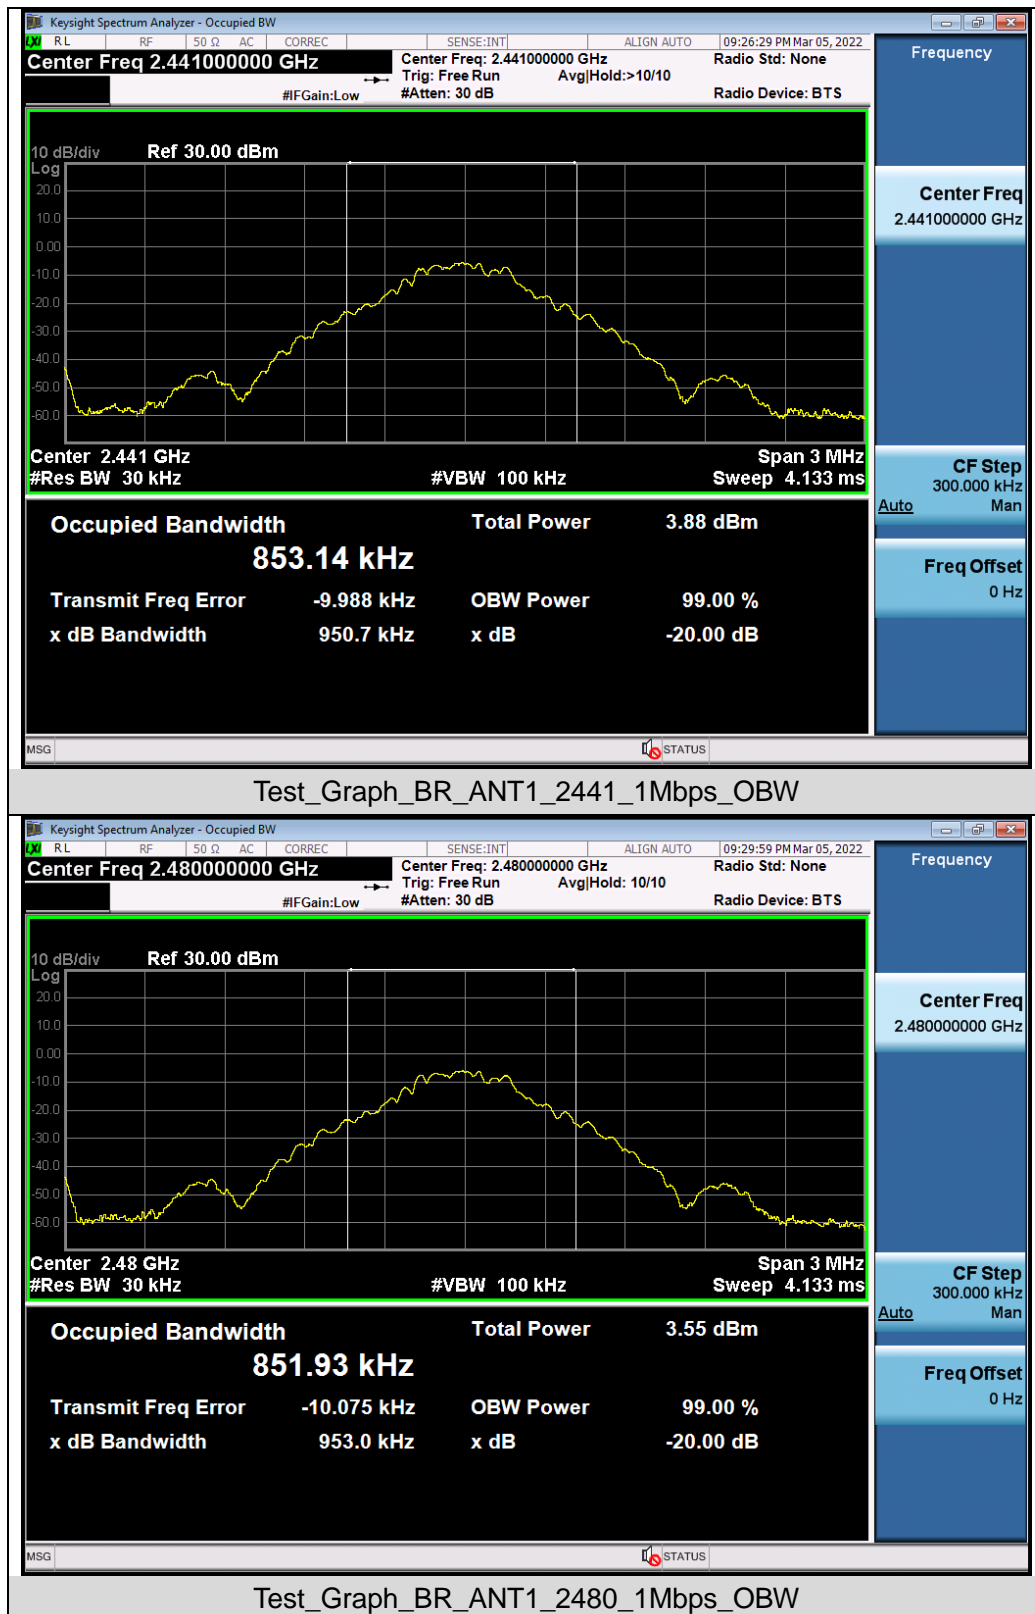 Keysight Spectrum Analyzer - Occupied BW
LXI RL RF 50 Ω AC CORREC SENSE:INT ALIGN AUTO 09:26:29 PM Mar 05, 2022
Center Freq 2.441000000 GHz Center Freq: 2.441000000 GHz Radio Std: None Frequency
Trig: Free Run Avg|Hold:>10/10
#IFGain:Low #Atten: 30 dB Radio Device: BTS
10 dB/div Ref 30.00 dBm
Log
20.0
10.0
0.00
-10.0
-20.0
-30.0
-40.0
-50.0
-60.0
Center Freq
2.441000000 GHz
Center 2.441 GHz Span 3 MHz
#Res BW 30 kHz #VBW 100 kHz Sweep 4.133 ms
CF Step
300.000 kHz
Auto Man
Occupied Bandwidth Total Power 3.88 dBm
853.14 kHz
Freq Offset
0 Hz
Transmit Freq Error -9.988 kHz OBW Power 99.00 %
x dB Bandwidth 950.7 kHz x dB -20.00 dB
MSG STATUS
Test_Graph_BR_ANT1_2441_1Mbps_OBW
Keysight Spectrum Analyzer - Occupied BW
LXI RL RF 50 Ω AC CORREC SENSE:INT ALIGN AUTO 09:29:59 PM Mar 05, 2022
Center Freq 2.480000000 GHz Center Freq: 2.480000000 GHz Radio Std: None Frequency
Trig: Free Run Avg|Hold: 10/10
#IFGain:Low #Atten: 30 dB Radio Device: BTS
10 dB/div Ref 30.00 dBm
Log
20.0
10.0
0.00
-10.0
-20.0
-30.0
-40.0
-50.0
-60.0
Center Freq
2.480000000 GHz
Center 2.48 GHz Span 3 MHz
#Res BW 30 kHz #VBW 100 kHz Sweep 4.133 ms
CF Step
300.000 kHz
Auto Man
Occupied Bandwidth Total Power 3.55 dBm
851.93 kHz
Freq Offset
0 Hz
Transmit Freq Error -10.075 kHz OBW Power 99.00 %
x dB Bandwidth 953.0 kHz x dB -20.00 dB
MSG STATUS
Test_Graph_BR_ANT1_2480_1Mbps_OBW